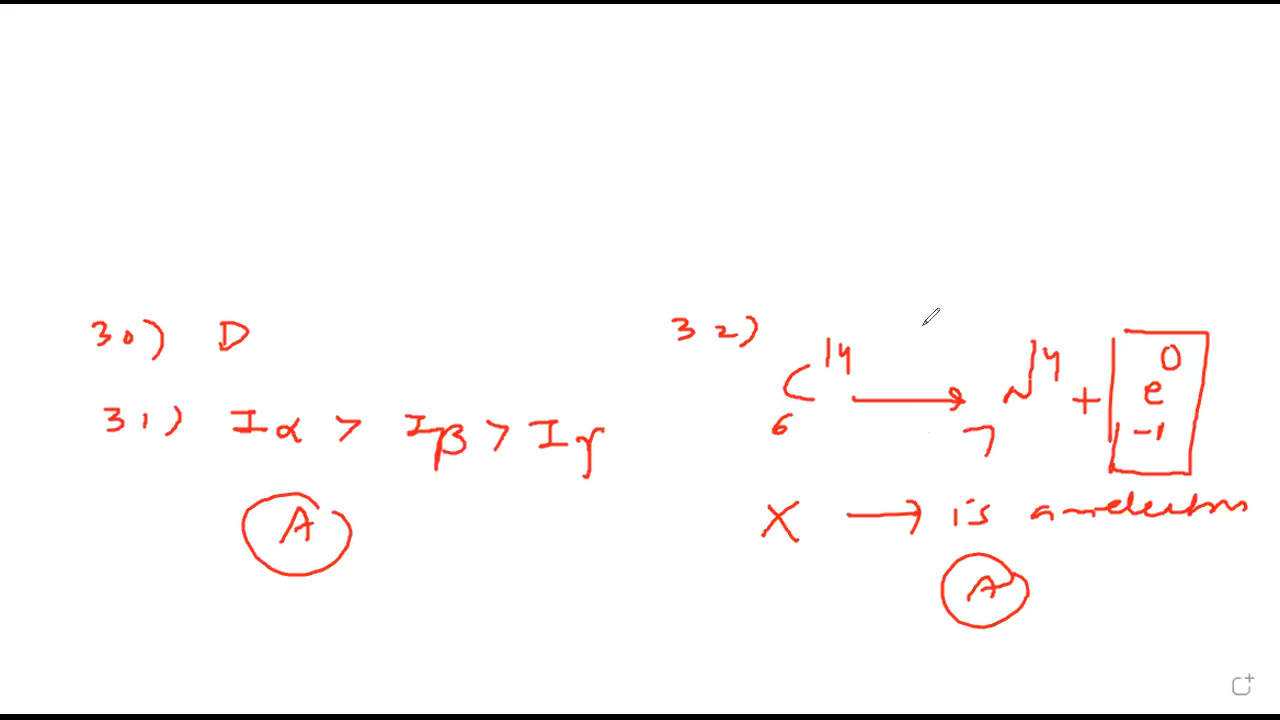 30) D
31) Iα > Iβ > Iγ
A
32)
₆C¹⁴ ⟶ ₇N¹⁴ + ₋₁e⁰
X ⟶ is an electron
A